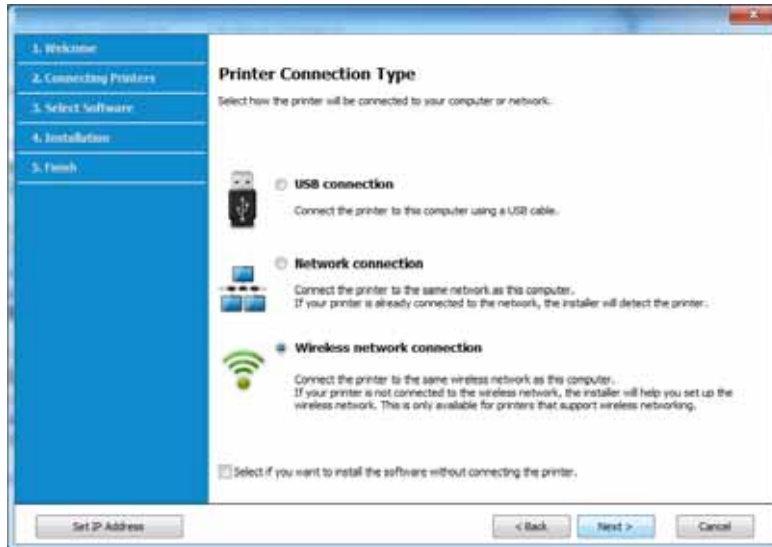 1. Welcome
2. Connecting Printers
3. Select Software
4. Installation
5. Finish
Printer Connection Type
Select how the printer will be connected to your computer or network.
USB connection
Connect the printer to this computer using a USB cable.
Network connection
Connect the printer to the same network as this computer.
If your printer is already connected to the network, the installer will detect the printer.
Wireless network connection
Connect the printer to the same wireless network as this computer.
If your printer is not connected to the wireless network, the installer will help you set up the
wireless network. This is only available for printers that support wireless networking.
Select if you want to install the software without connecting the printer.
Set IP Address
< Back
Next >
Cancel